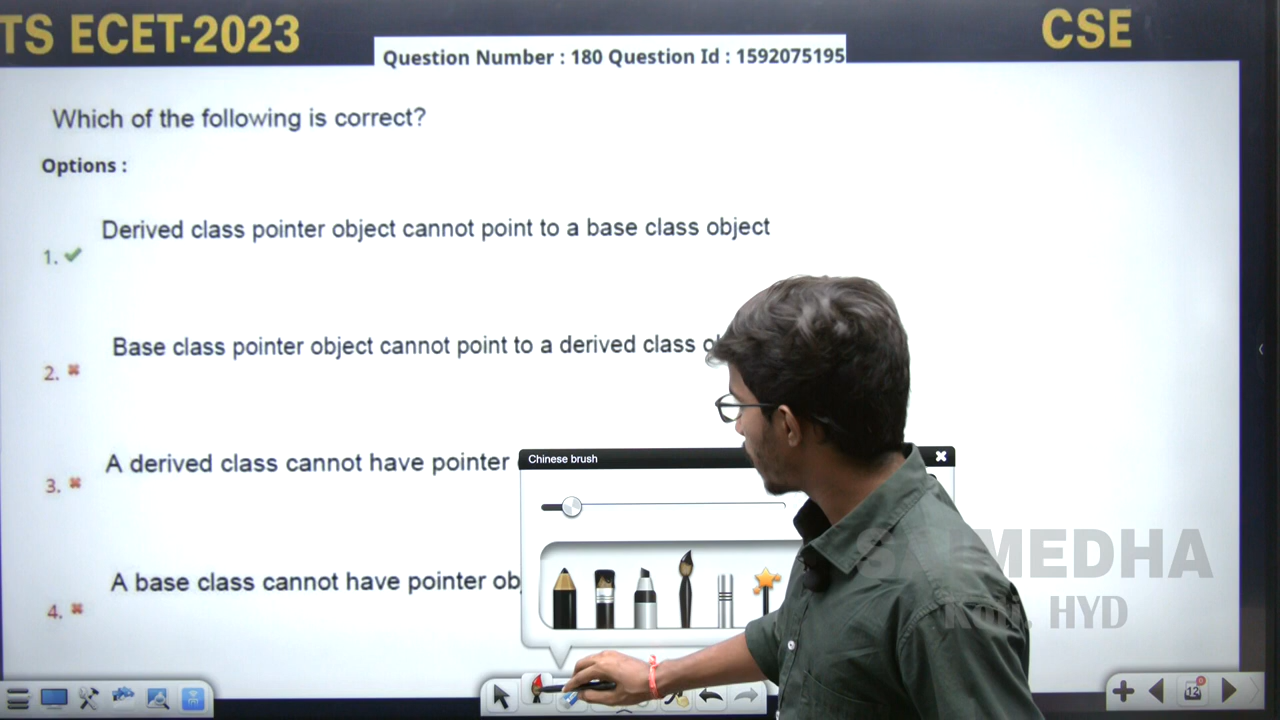 TS ECET-2023
CSE
Question Number : 180 Question Id : 1592075195
Which of the following is correct?
Options :
Derived class pointer object cannot point to a base class object
1.
Base class pointer object cannot point to a derived class
2.
A derived class cannot have pointer
3.
Chinese brush
A base class cannot have pointer
4.
MEDHA
HYD
12